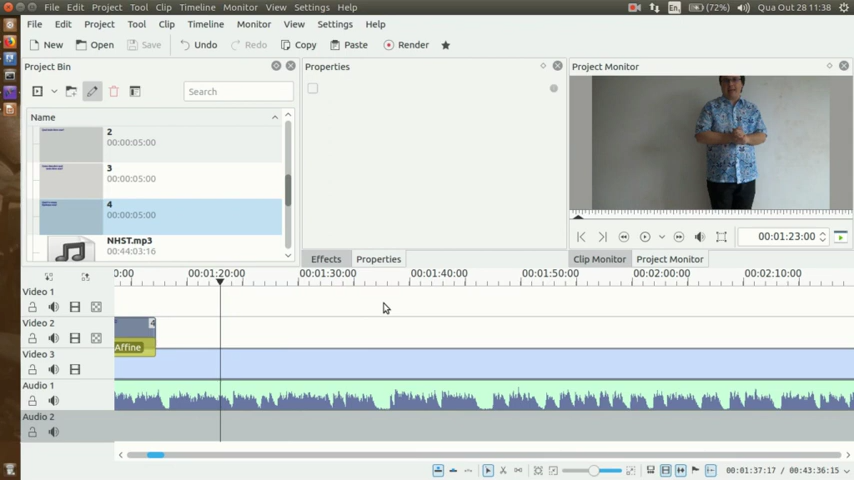 File Edit Project Tool Clip Timeline Monitor View Settings Help
En (72%) Qua Out 28 11:38
File Edit Project Tool Clip Timeline Monitor View Settings Help
New Open Save Undo Redo Copy Paste Render
Project Bin
Properties
Project Monitor
Search
Name
2
00:00:05:00
3
00:00:05:00
4
00:00:05:00
NHST.mp3
00:44:03:16
00:01:23:00
Effects Properties
Clip Monitor Project Monitor
0:00 00:01:20:00 00:01:30:00 00:01:40:00 00:01:50:00 00:02:00:00 00:02:10:00
Video 1
Video 2
4
Affine
Video 3
Audio 1
Audio 2
00:01:37:17 / 00:43:36:15